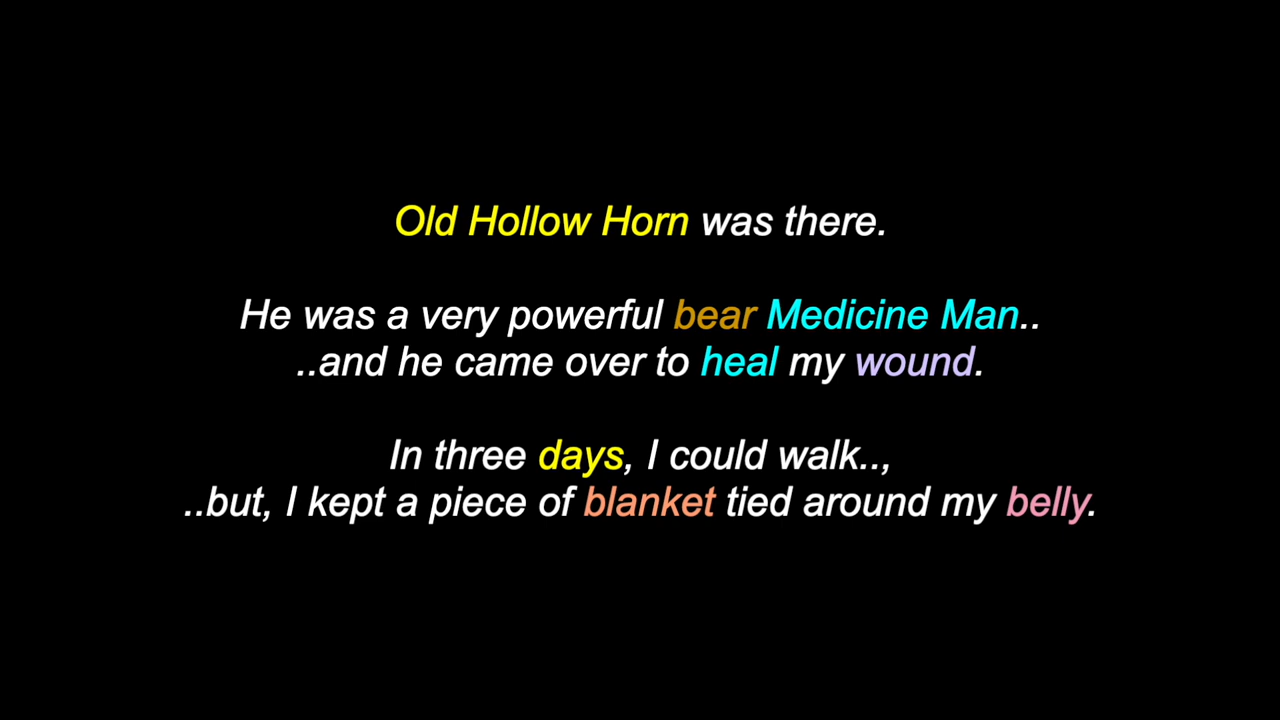 Old Hollow Horn was there.
He was a very powerful bear Medicine Man..
..and he came over to heal my wound.
In three days, I could walk..,
..but, I kept a piece of blanket tied around my belly.